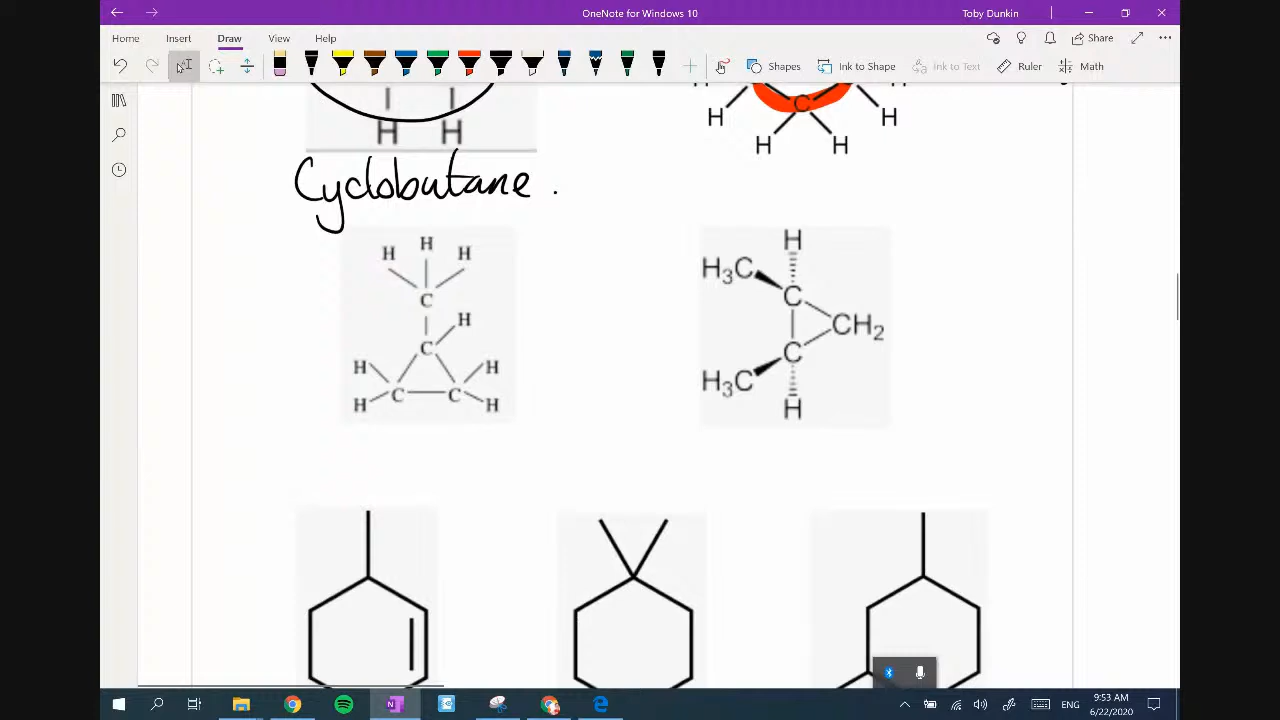 OneNote for Windows 10
Toby Dunkin
Home Insert Draw View Help
Share
Shapes Ink to Shape Ink to Text Ruler Math
H H
C
H H
H H
Cyclobutane.
H H H
C
H
C
H H
C C
H H
H
H3C
C
CH2
C
H3C
H
ENG
9:53 AM
6/22/2020